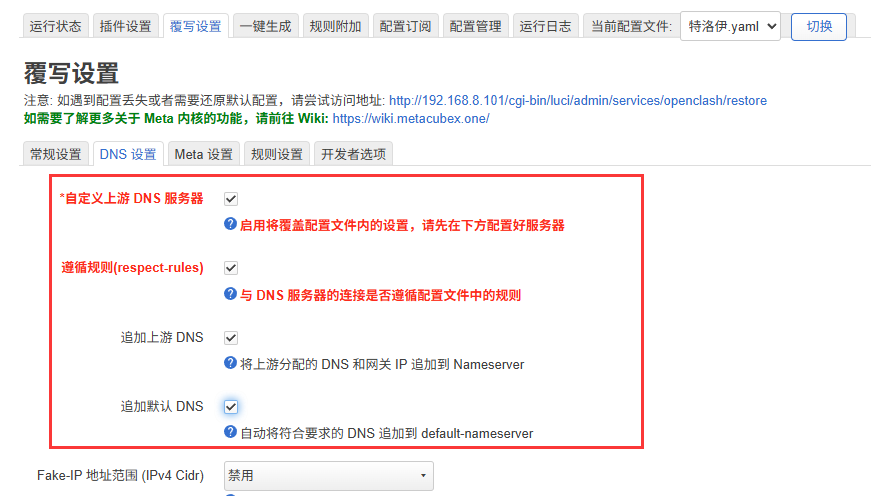 运行状态 插件设置 覆写设置 一键生成 规则附加 配置订阅 配置管理 运行日志 当前配置文件: 特洛伊.yaml 切换
覆写设置
注意: 如遇到配置丢失或者需要还原默认配置，请尝试访问地址: http://192.168.8.101/cgi-bin/luci/admin/services/openclash/restore
如需要了解更多关于 Meta 内核的功能，请前往 Wiki: https://wiki.metacubex.one/
常规设置 DNS 设置 Meta 设置 规则设置 开发者选项
*自定义上游 DNS 服务器
启用将覆盖配置文件内的设置，请先在下方配置好服务器
遵循规则(respect-rules)
与 DNS 服务器的连接是否遵循配置文件中的规则
追加上游 DNS
将上游分配的 DNS 和网关 IP 追加到 Nameserver
追加默认 DNS
自动将符合要求的 DNS 追加到 default-nameserver
Fake-IP 地址范围 (IPv4 Cidr) 禁用